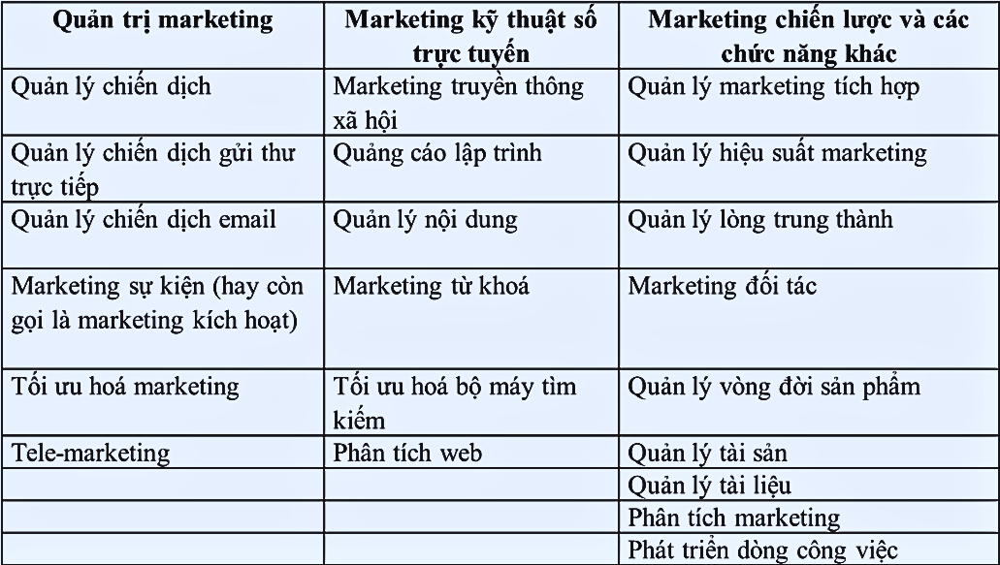 Quản trị marketing
Marketing kỹ thuật số
trực tuyến
Marketing chiến lược và các
chức năng khác
Quản lý chiến dịch
Marketing truyền thông
xã hội
Quản lý marketing tích hợp
Quản lý chiến dịch gửi thư
trực tiếp
Quảng cáo lập trình
Quản lý hiệu suất marketing
Quản lý chiến dịch email
Quản lý nội dung
Quản lý lòng trung thành
Marketing sự kiện (hay còn
gọi là marketing kích hoạt)
Marketing từ khoá
Marketing đối tác
Tối ưu hoá marketing
Tối ưu hoá bộ máy tìm
kiếm
Quản lý vòng đời sản phẩm
Tele-marketing
Phân tích web
Quản lý tài sản
Quản lý tài liệu
Phân tích marketing
Phát triển dòng công việc